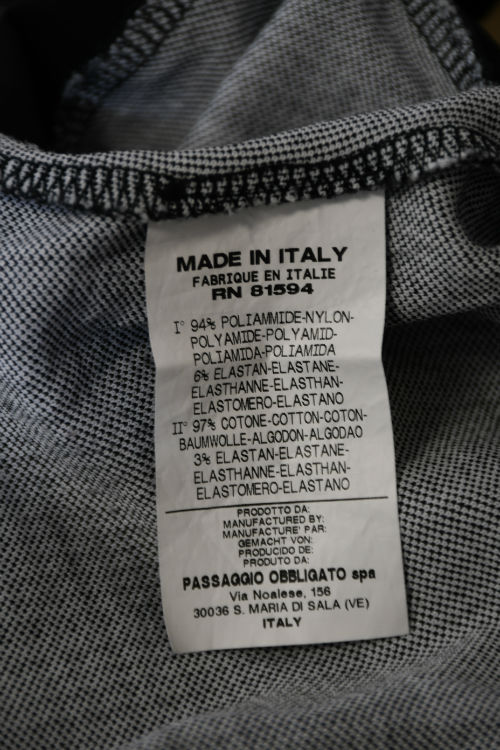 MADE IN ITALY
FABRIQUE EN ITALIE
RN 81594
I° 94% POLIAMMIDE-NYLON-
POLYAMIDE-POLYAMID-
POLIAMIDA-POLIAMIDA
6% ELASTAN-ELASTANE-
ELASTHANNE-ELASTHAN-
ELASTOMERO-ELASTANO
II° 97% COTONE-COTTON-COTON-
BAUMWOLLE-ALGODON-ALGODAO
3% ELASTAN-ELASTANE-
ELASTHANNE-ELASTHAN-
ELASTOMERO-ELASTANO
PRODOTTO DA:
MANUFACTURED BY:
MANUFACTURE' PAR:
GEMACHT VON:
PRODUCIDO DE:
PRODUTO DA:
PASSAGGIO OBBLIGATO spa
Via Noalese, 156
30036 S. MARIA DI SALA (VE)
ITALY